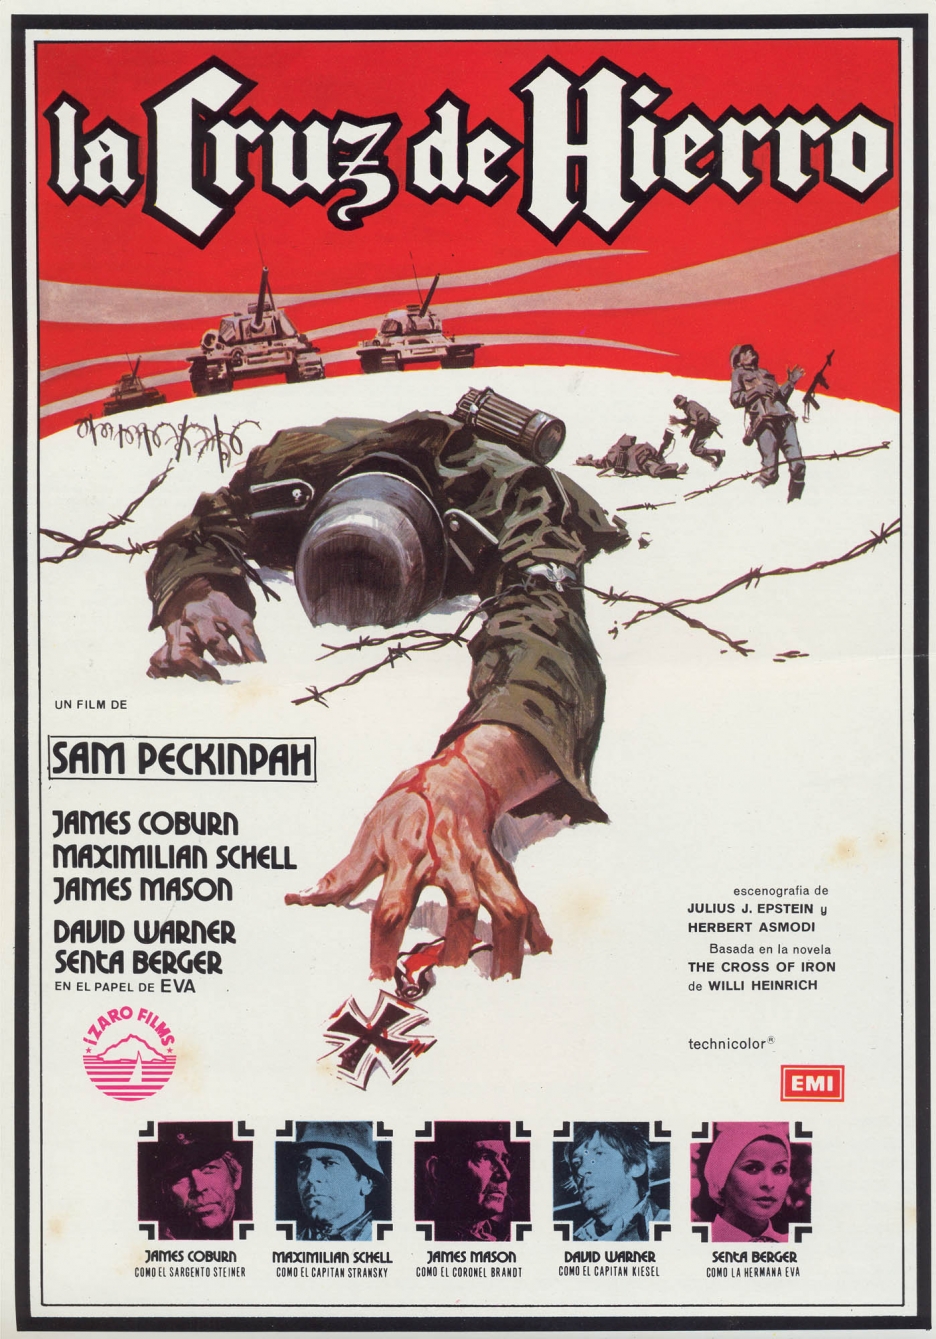 la Cruz de Hierro
UN FILM DE
SAM PECKINPAH
JAMES COBURN
MAXIMILIAN SCHELL
JAMES MASON
DAVID WARNER
SENTA BERGER
EN EL PAPEL DE EVA
IZARO FILMS
escenografia de
JULIUS J. EPSTEIN y
HERBERT ASMODI
Basada en la novela
THE CROSS OF IRON
de WILLI HEINRICH
technicolor®
EMI
JAMES COBURN
COMO EL SARGENTO STEINER
MAXIMILIAN SCHELL
COMO EL CAPITAN STRANSKY
JAMES MASON
COMO EL CORONEL BRANDT
DAVID WARNER
COMO EL CAPITAN KIESEL
SENTA BERGER
COMO LA HERMANA EVA